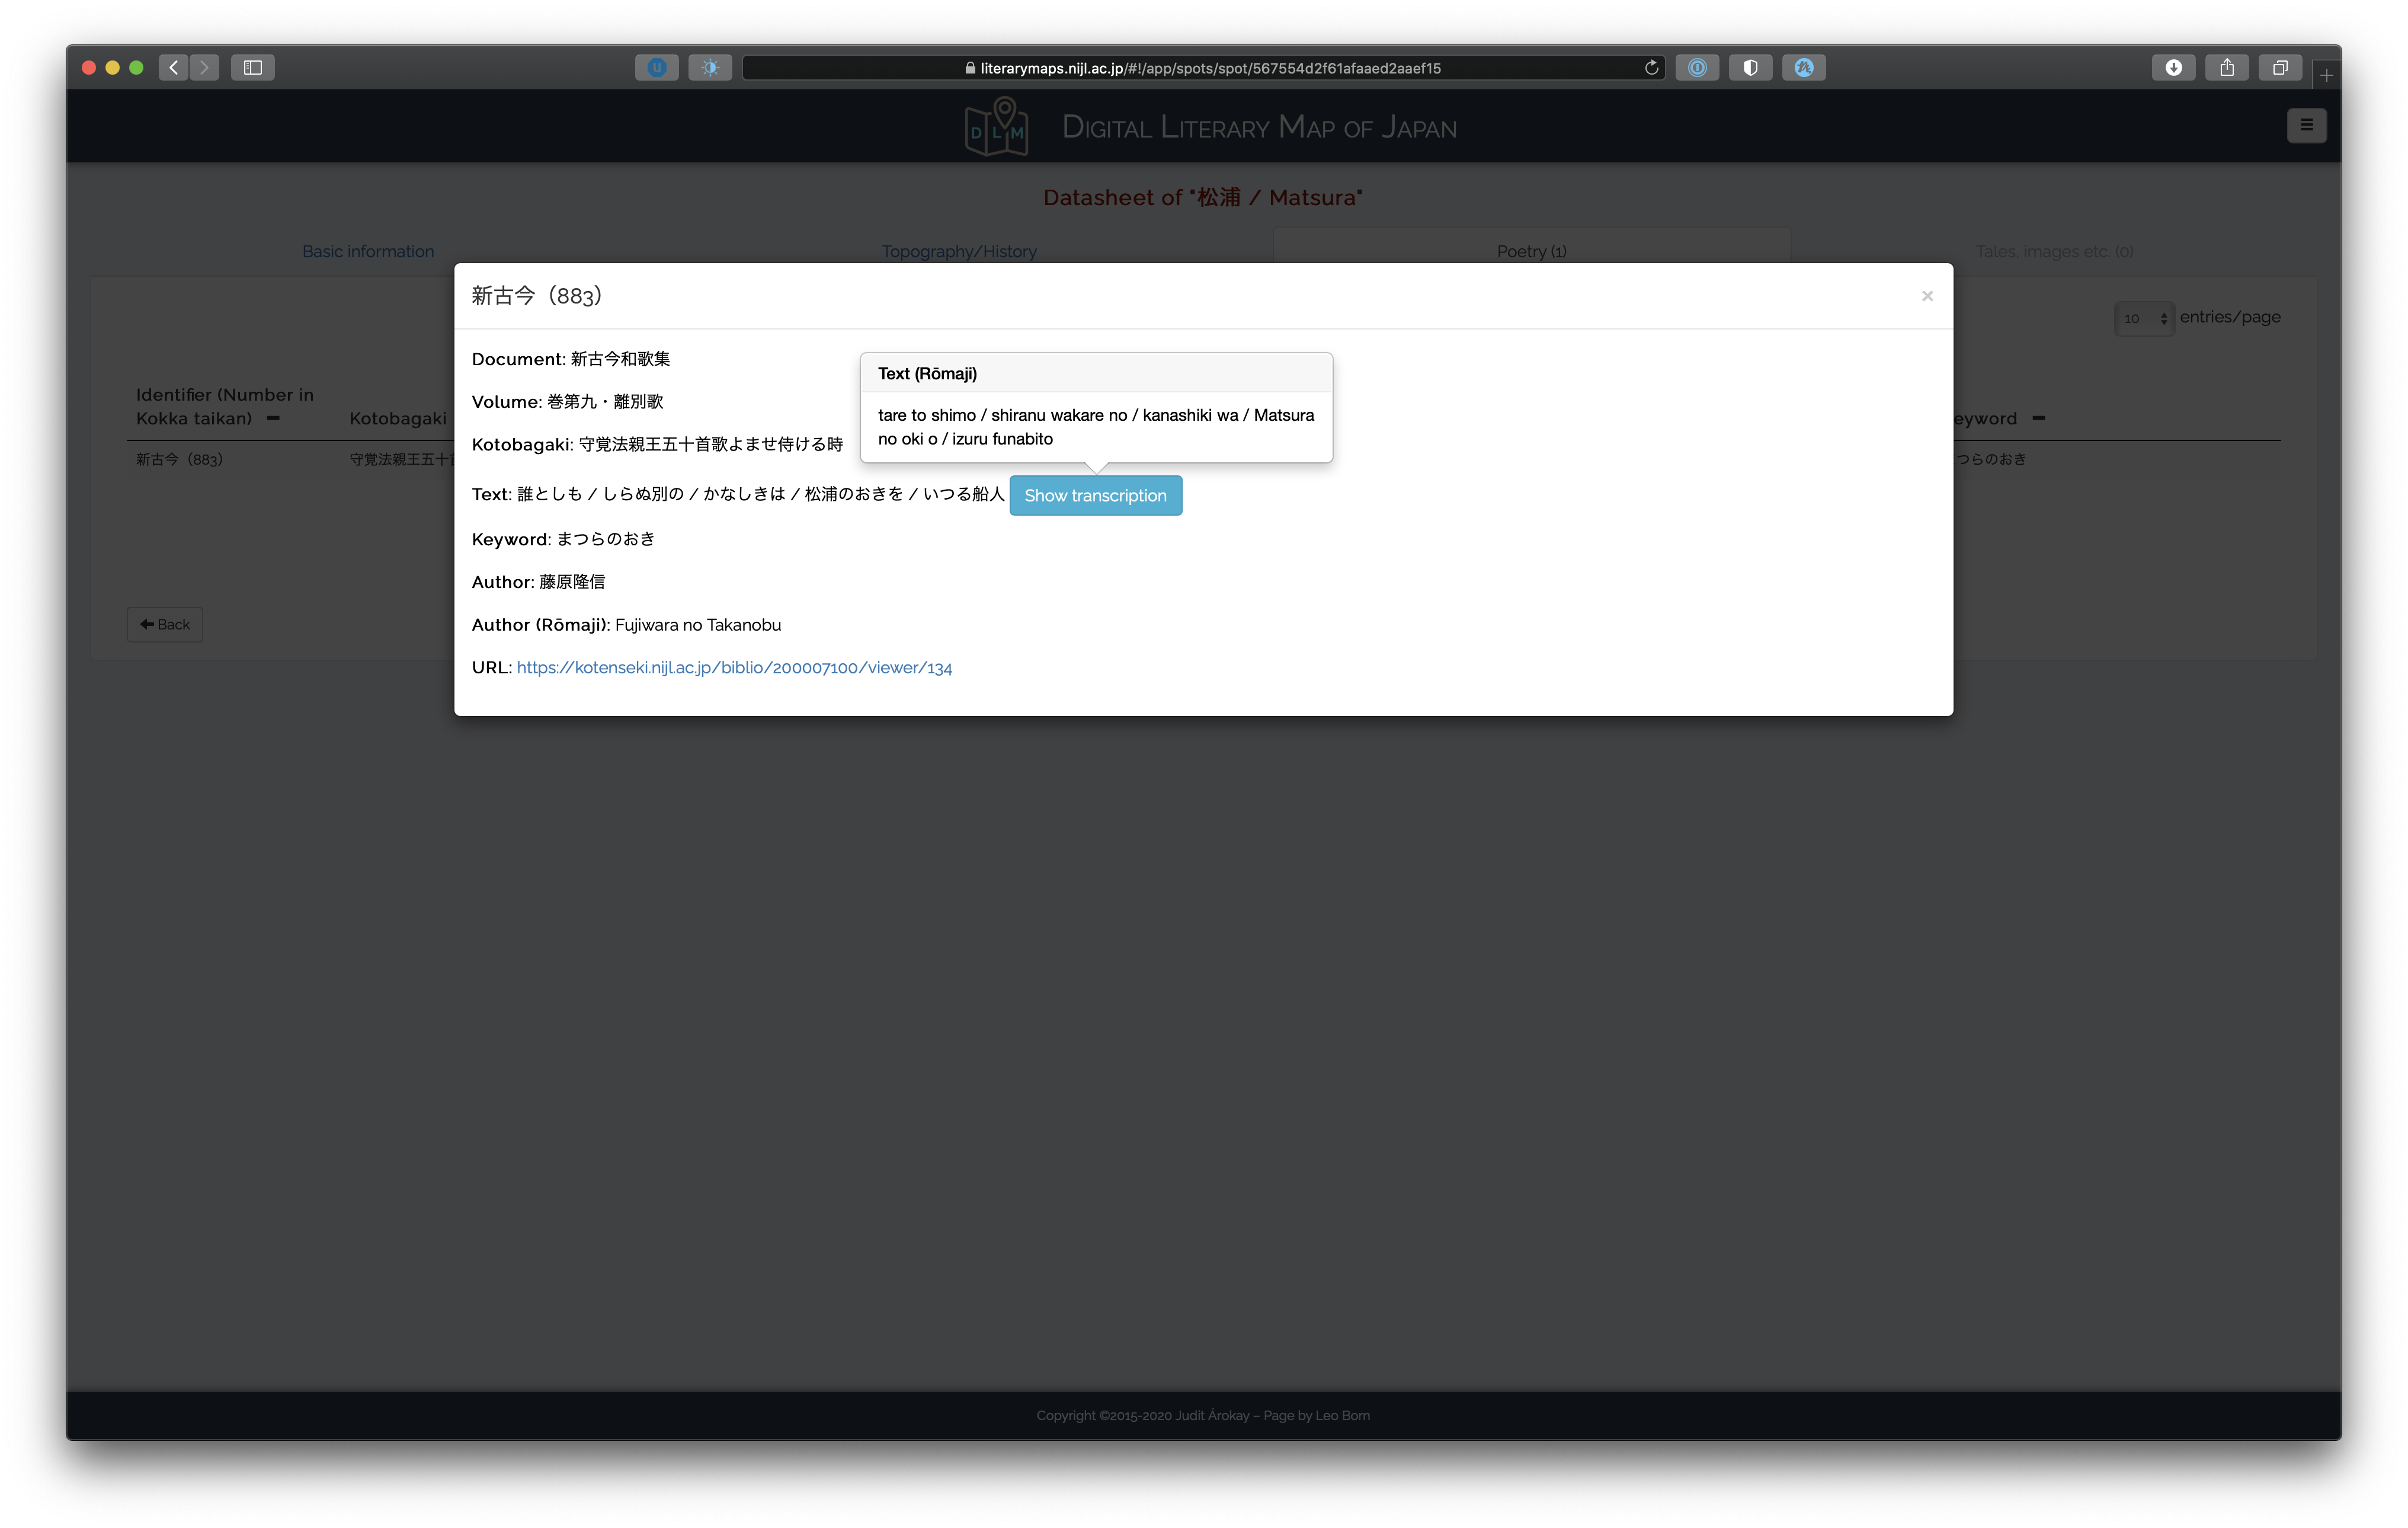 literarymaps.nijl.ac.jp/#!/app/spots/spot/567554d2f61afaaed2aaef15
DLM
Digital Literary Map of Japan
Datasheet of "松浦 / Matsura"
Basic information
Topography/History
Poetry (1)
Tales, images etc. (0)
新古今（883）
×
10 entries/page
Document: 新古今和歌集
Volume: 巻第九・離別歌
Kotobagaki: 守覚法親王五十首歌よませ侍ける時
Text (Rōmaji)
tare to shimo / shiranu wakare no / kanashiki wa / Matsura
no oki o / izuru funabito
Text: 誰としも / しらぬ別の / かなしきは / 松浦のおきを / いつる船人
Show transcription
Keyword: まつらのおき
Author: 藤原隆信
Author (Rōmaji): Fujiwara no Takanobu
URL: https://kotenseki.nijl.ac.jp/biblio/200007100/viewer/134
Identifier (Number in
Kokka taikan)
Kotobagaki
eyword
新古今（883）
守覚法親王五十
つらのおき
Back
Copyright ©2015-2020 Judit Árokay – Page by Leo Born